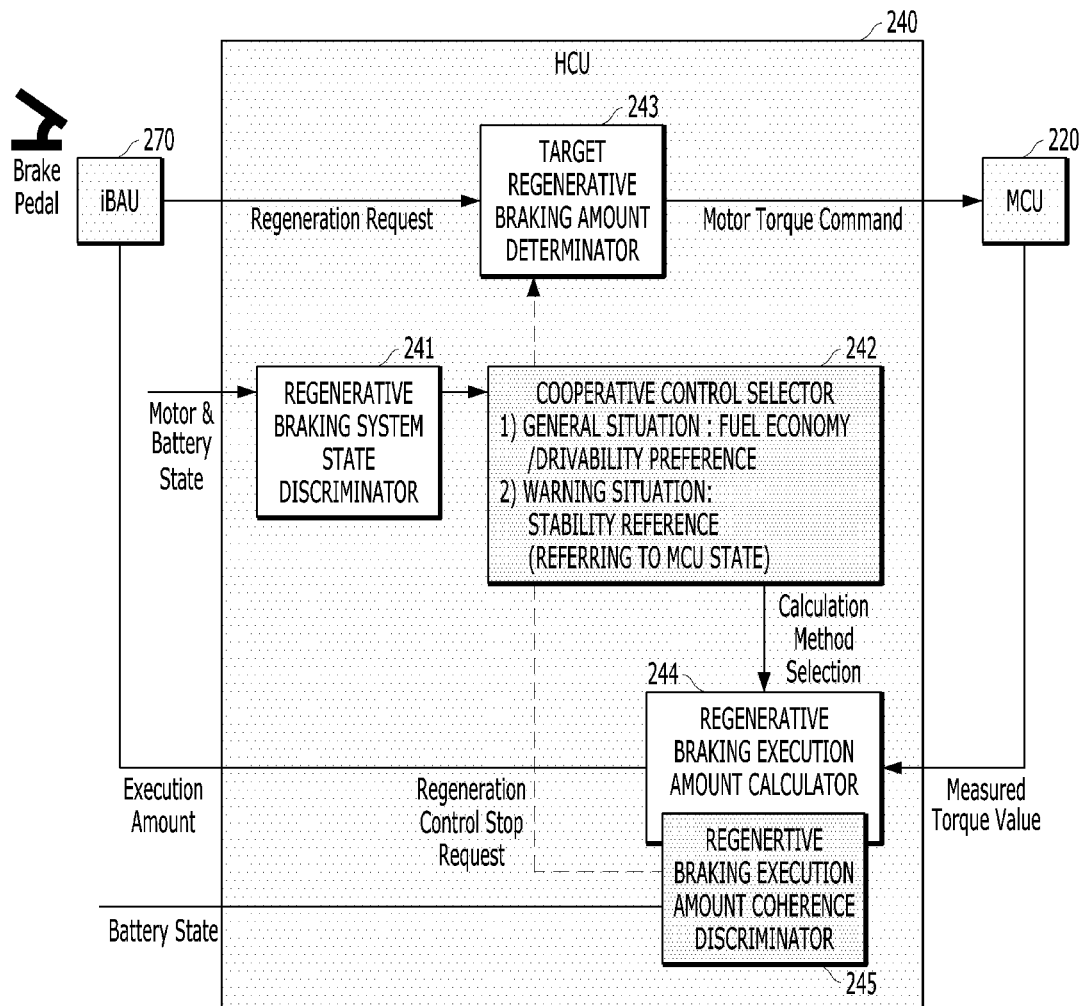 240
HCU
243
270
220
Brake
Pedal
iBAU
Regeneration Request
TARGET
REGENERATIVE
BRAKING AMOUNT
DETERMINATOR
Motor Torque Command
MCU
241
242
Motor &
Battery
State
REGENERATIVE
BRAKING SYSTEM
STATE
DISCRIMINATOR
COOPERATIVE CONTROL SELECTOR
1) GENERAL SITUATION : FUEL ECONOMY
/DRIVABILITY PREFERENCE
2) WARNING SITUATION:
STABILITY REFERENCE
(REFERRING TO MCU STATE)
Calculation
Method
Selection
244
REGENERATIVE
BRAKING EXECUTION
AMOUNT CALCULATOR
Execution
Amount
Regeneration
Control Stop
Request
Measured
Torque Value
REGENERTIVE
BRAKING EXECUTION
AMOUNT COHERENCE
DISCRIMINATOR
Battery State
245